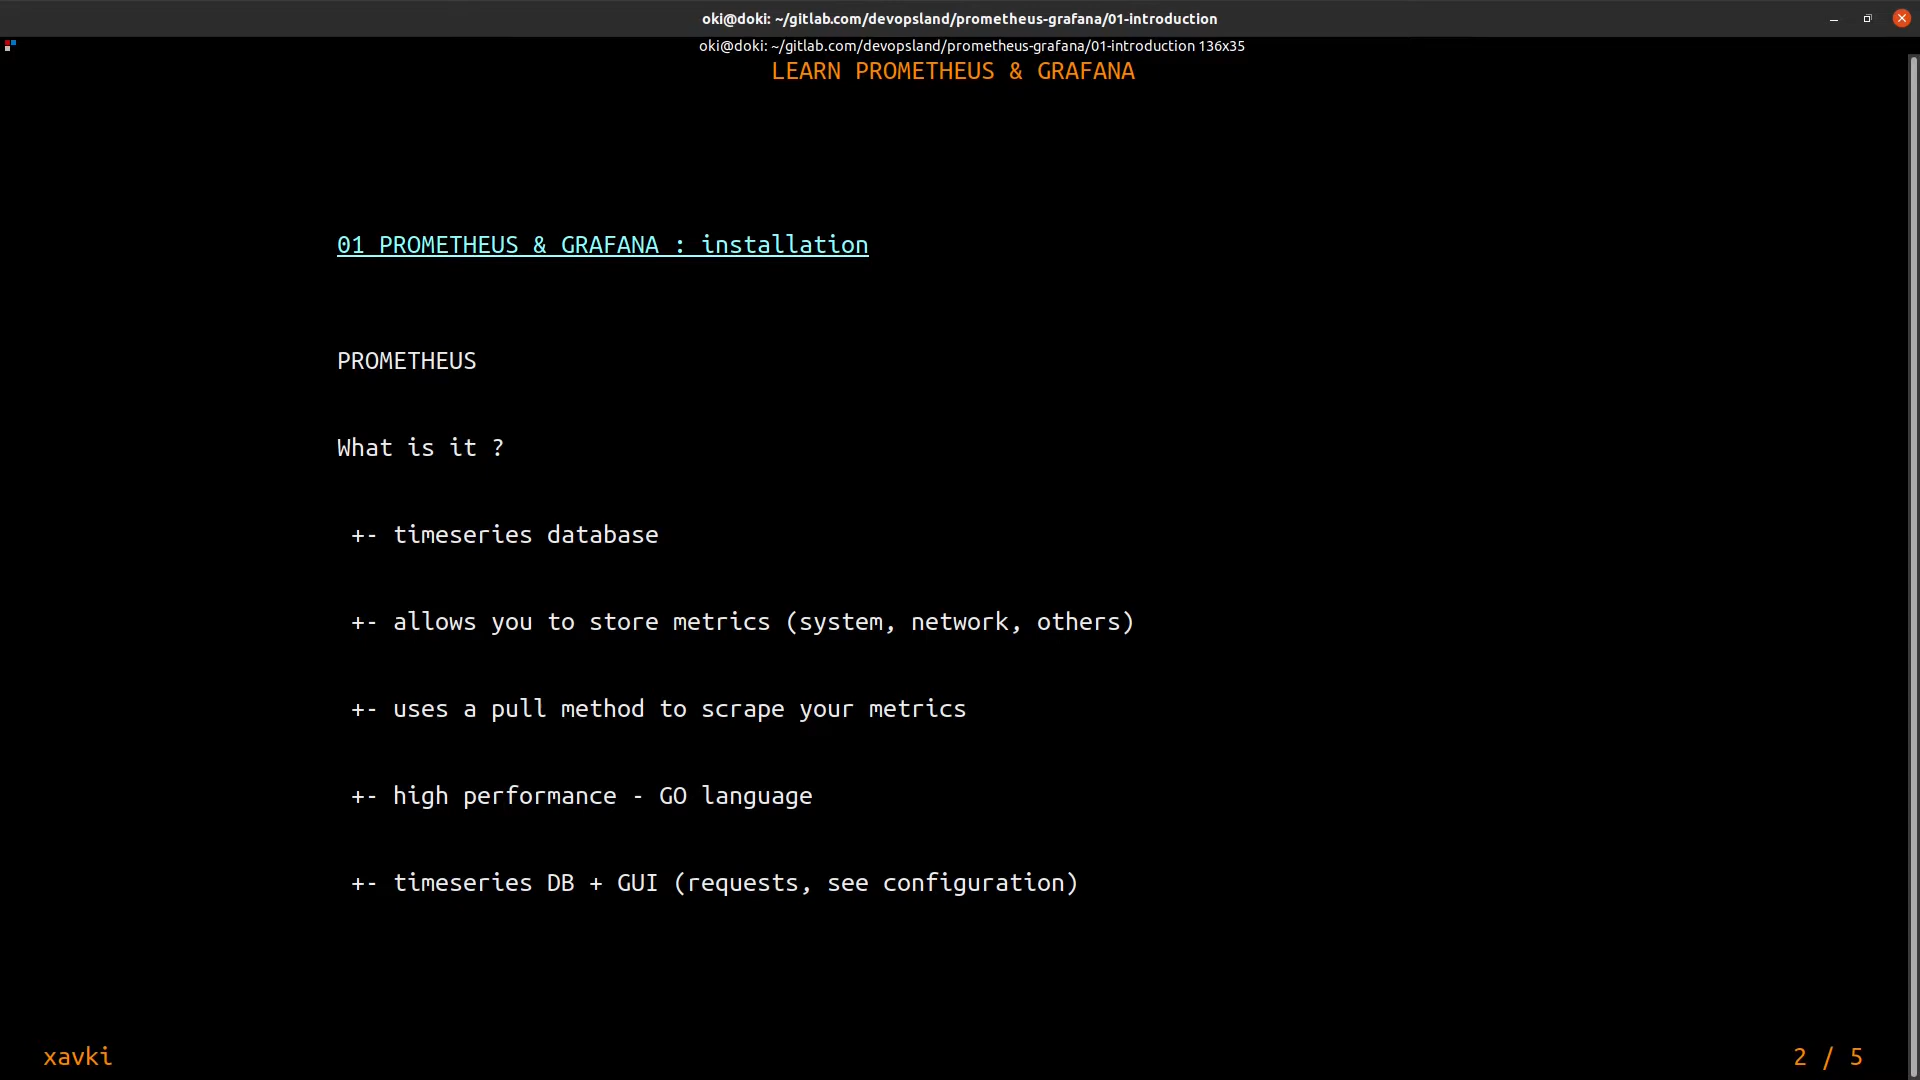 oki@doki: ~/gitlab.com/devopsland/prometheus-grafana/01-introduction
oki@doki: ~/gitlab.com/devopsland/prometheus-grafana/01-introduction 136x35
LEARN PROMETHEUS & GRAFANA
01 PROMETHEUS & GRAFANA : installation
PROMETHEUS
What is it ?
+- timeseries database
+- allows you to store metrics (system, network, others)
+- uses a pull method to scrape your metrics
+- high performance - GO language
+- timeseries DB + GUI (requests, see configuration)
xavki
2 / 5